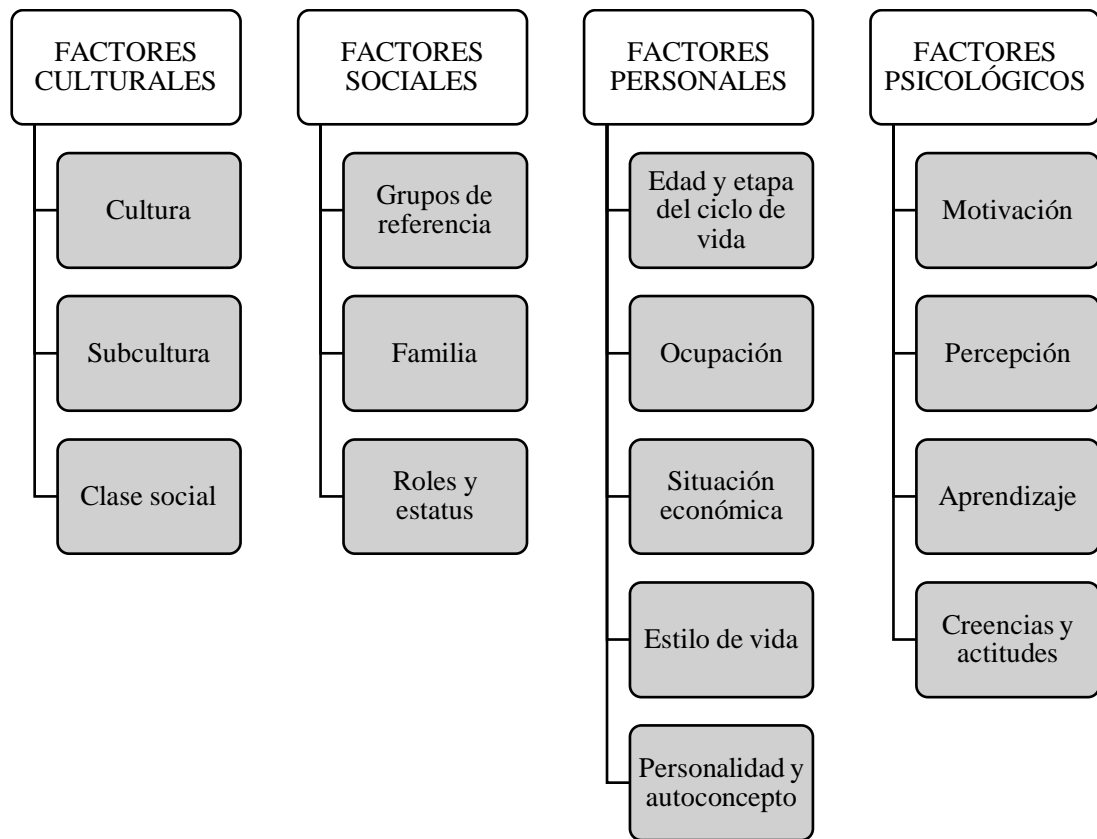 FACTORES
CULTURALES
Cultura
Subcultura
Clase social
FACTORES
SOCIALES
Grupos de
referencia
Familia
Roles y
estatus
FACTORES
PERSONALES
Edad y etapa
del ciclo de
vida
Ocupación
Situación
económica
Estilo de vida
Personalidad y
autoconcepto
FACTORES
PSICOLÓGICOS
Motivación
Percepción
Aprendizaje
Creencias y
actitudes